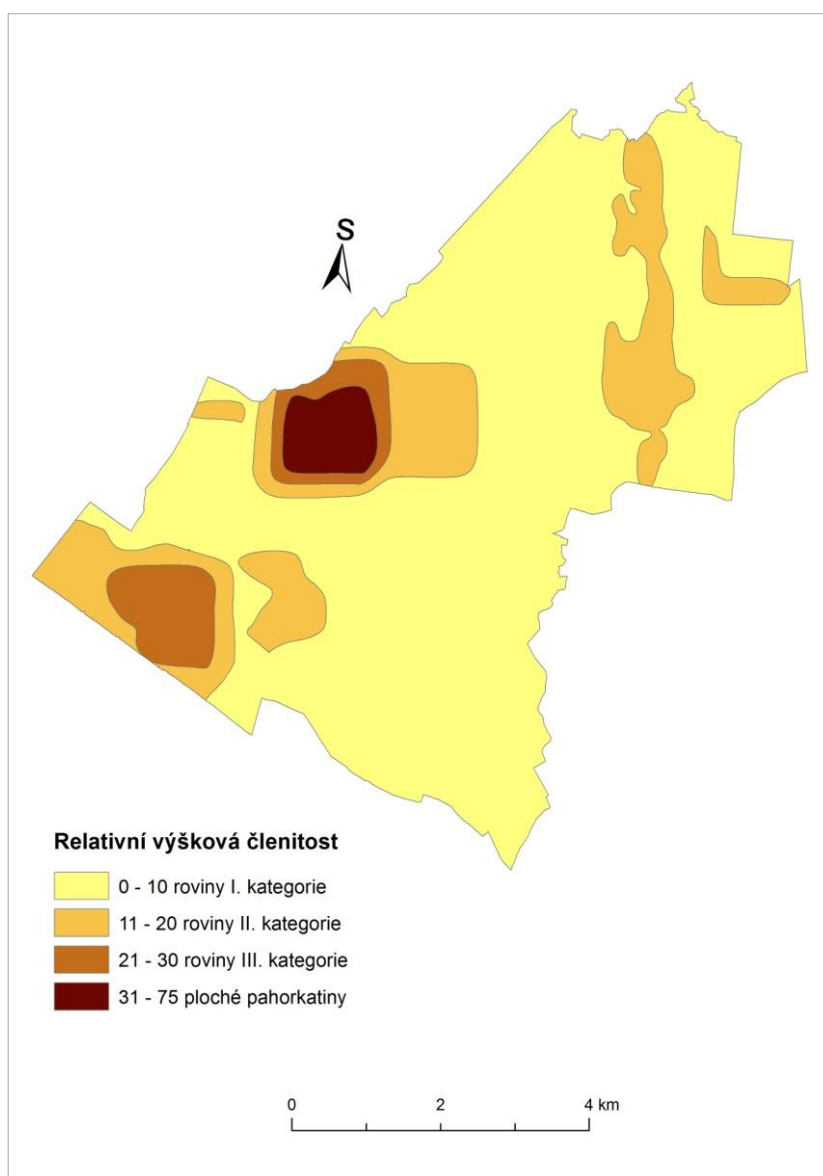 S
Relativní výšková členitost
0 - 10 roviny I. kategorie
11 - 20 roviny II. kategorie
21 - 30 roviny III. kategorie
31 - 75 ploché pahorkatiny
0 2 4 km